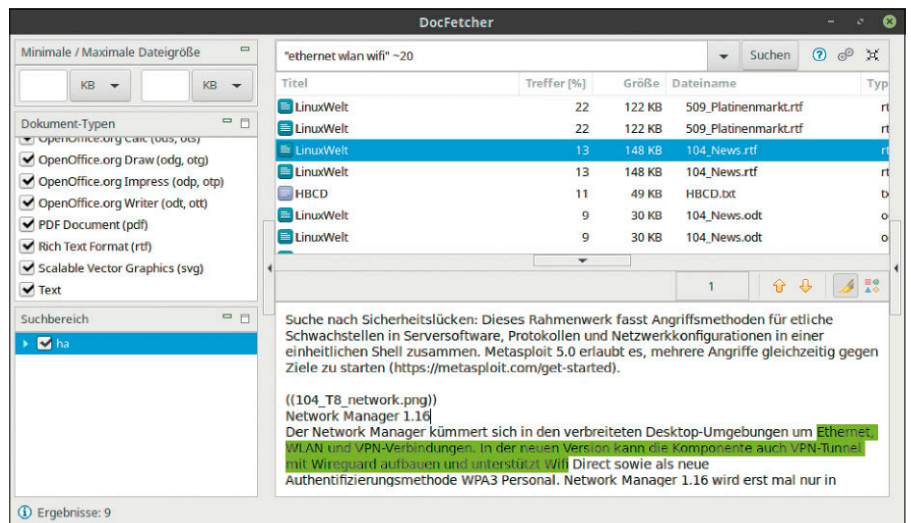 DocFetcher
Minimale / Maximale Dateigröße
KB
KB
Dokument-Typen
OpenOffice.org Calc (ods, ots)
OpenOffice.org Draw (odg, otg)
OpenOffice.org Impress (odp, otp)
OpenOffice.org Writer (odt, ott)
PDF Document (pdf)
Rich Text Format (rtf)
Scalable Vector Graphics (svg)
Text
Suchbereich
ha
"ethernet wlan wifi" ~20
Suchen
Titel Treffer [%] Größe Dateiname Typ
LinuxWelt 22 122 KB 509_Platinenmarkt.rtf rt
LinuxWelt 22 122 KB 509_Platinenmarkt.rtf rt
LinuxWelt 13 148 KB 104_News.rtf rt
LinuxWelt 13 148 KB 104_News.rtf rt
HBCD 11 49 KB HBCD.txt
LinuxWelt 9 30 KB 104_News.odt o
LinuxWelt 9 30 KB 104_News.odt o
1
Suche nach Sicherheitslücken: Dieses Rahmenwerk fasst Angriffsmethoden für etliche
Schwachstellen in Serversoftware, Protokollen und Netzwerkkonfigurationen in einer
einheitlichen Shell zusammen. Metasploit 5.0 erlaubt es, mehrere Angriffe gleichzeitig gegen
Ziele zu starten (https://metasploit.com/get-started).
((104_T8_network.png))
Network Manager 1.16
Der Network Manager kümmert sich in den verbreiteten Desktop-Umgebungen um Ethernet,
WLAN und VPN-Verbindungen. In der neuen Version kann die Komponente auch VPN-Tunnel
mit Wireguard aufbauen und unterstützt Wifi Direct sowie als neue
Authentifizierungsmethode WPA3 Personal. Network Manager 1.16 wird erst mal nur in
Ergebnisse: 9